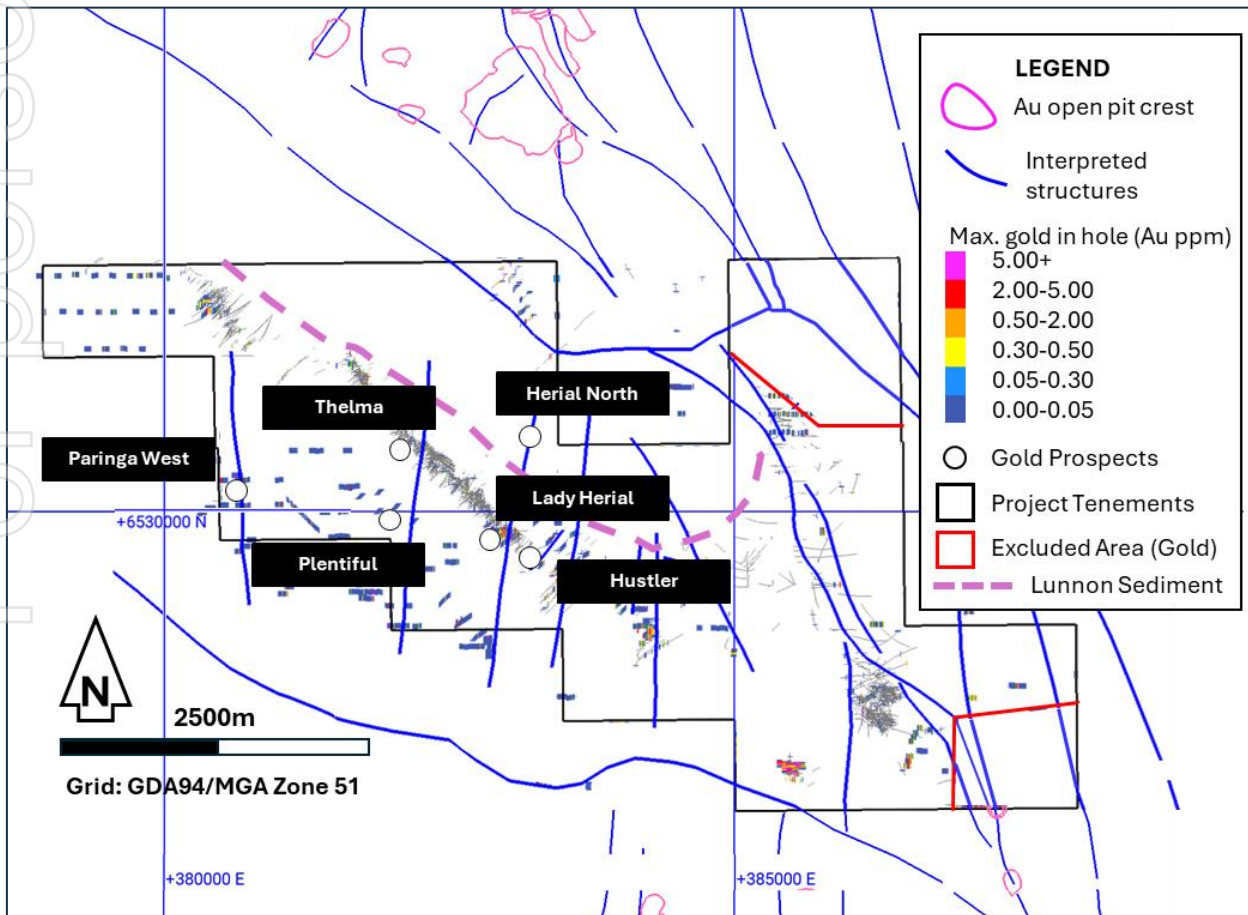 LEGEND
Au open pit crest
Interpreted
structures
Max. gold in hole (Au ppm)
5.00+
2.00-5.00
0.50-2.00
0.30-0.50
0.05-0.30
0.00-0.05
Gold Prospects
Project Tenements
Excluded Area (Gold)
Lunnon Sediment
Herial North
Thelma
Paringa West
Lady Herial
+6530000 N
Plentiful
Hustler
N
2500m
Grid: GDA94/MGA Zone 51
+380000 E
+385000 E